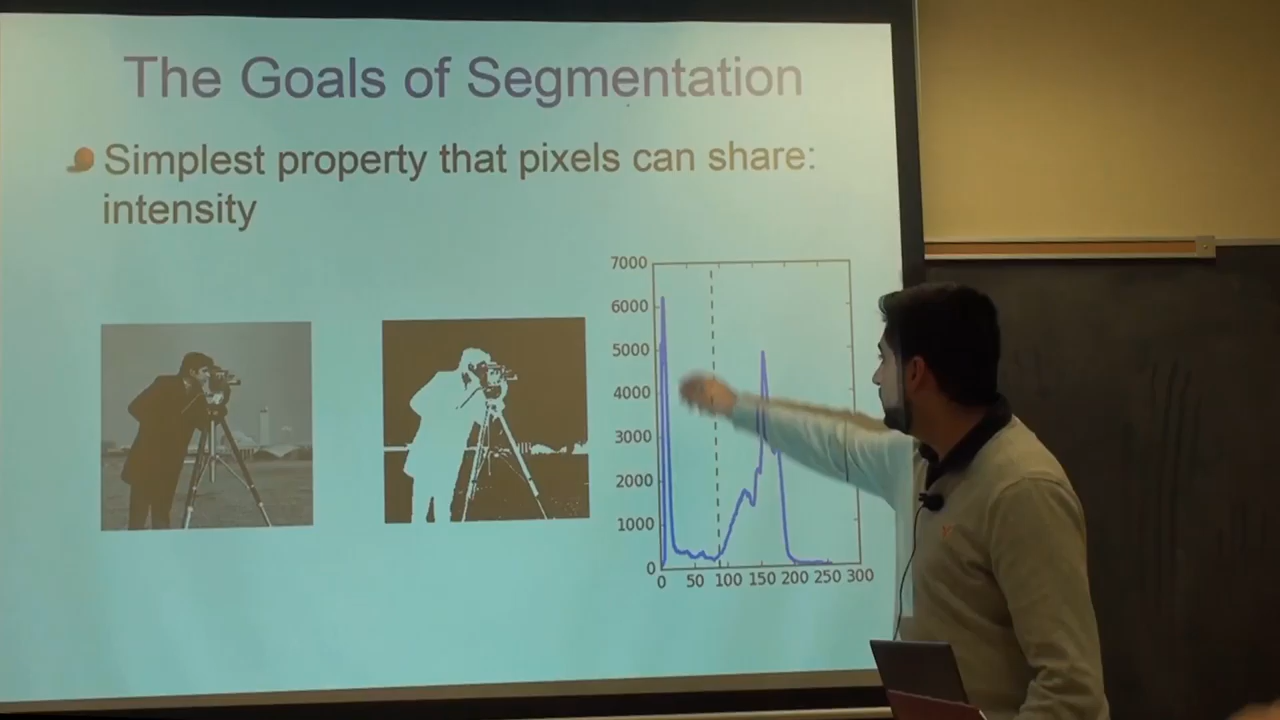 The Goals of Segmentation
Simplest property that pixels can share:
intensity
7000
6000
5000
4000
3000
2000
1000
0
0 50 100 150 200 250 300